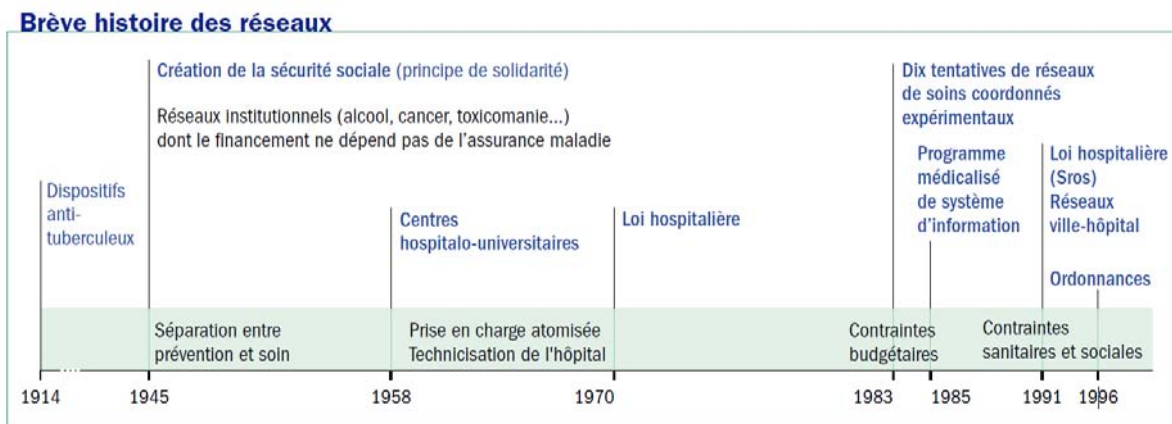 Brève histoire des réseaux
Création de la sécurité sociale (principe de solidarité)
Réseaux institutionnels (alcool, cancer, toxicomanie...)
dont le financement ne dépend pas de l'assurance maladie
Dispositifs
anti-
tuberculeux
Centres
hospitalo-universitaires
Loi hospitalière
Dix tentatives de réseaux
de soins coordonnés
expérimentaux
Programme
médicalisé
de système
d'information
Loi hospitalière
(Sros)
Réseaux
ville-hôpital
Ordonnances
Séparation entre
prévention et soin
Prise en charge atomisée
Technicisation de l'hôpital
Contraintes
budgétaires
Contraintes
sanitaires et sociales
1914 1945 1958 1970 1983 1985 1991 1996